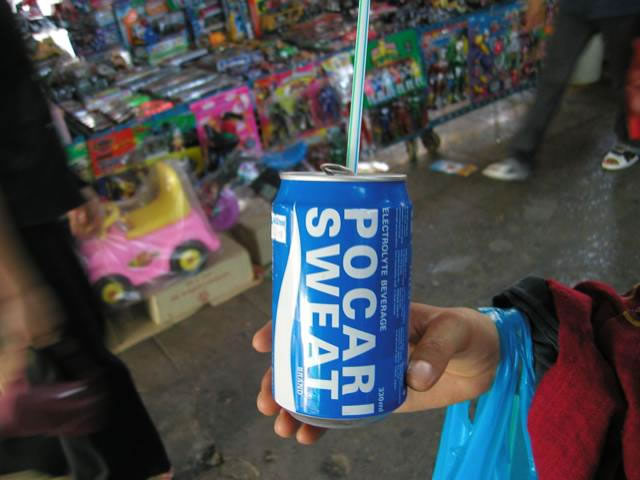 POCARI
SWEAT
ELECTROLYTE BEVERAGE
330ml
BRAND